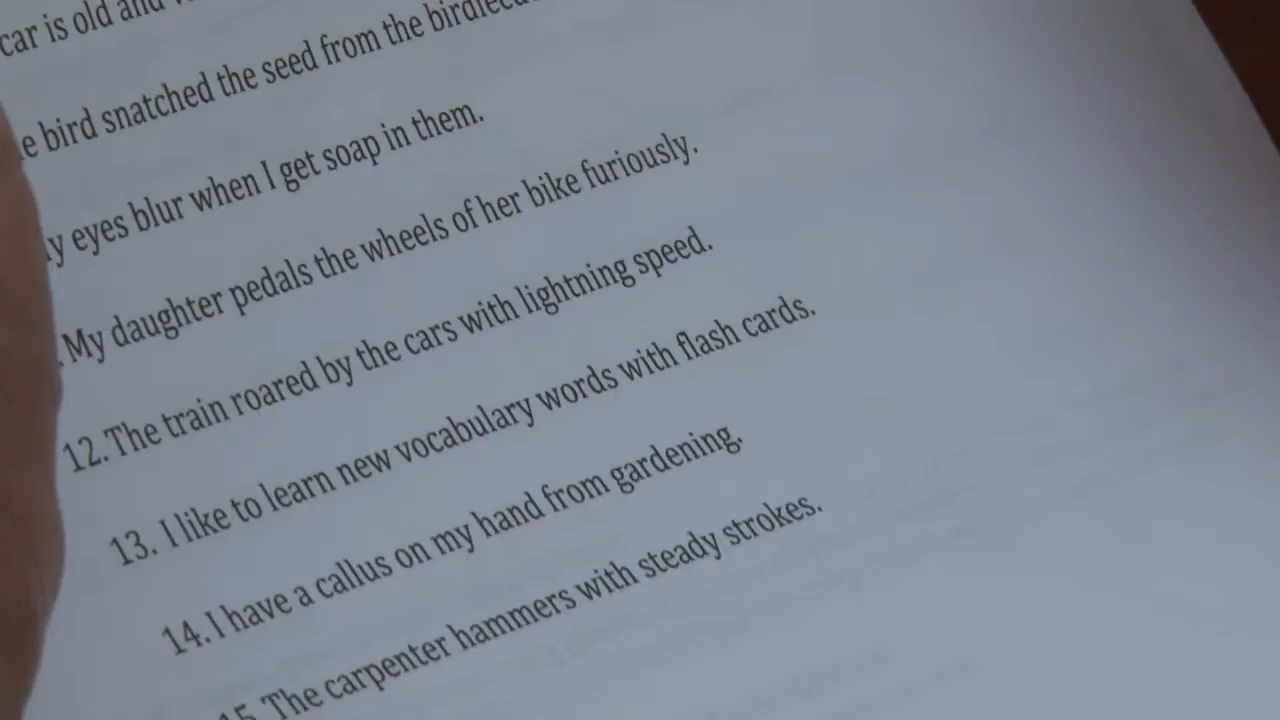 car is old and
bird snatched the seed from the
eyes blur when I get soap in them.
My daughter pedals the wheels of her bike furiously.
12. The train roared by the cars with lightning speed.
13. I like to learn new vocabulary words with flash cards.
14. I have a callus on my hand from gardening.
15. The carpenter hammers with steady strokes.